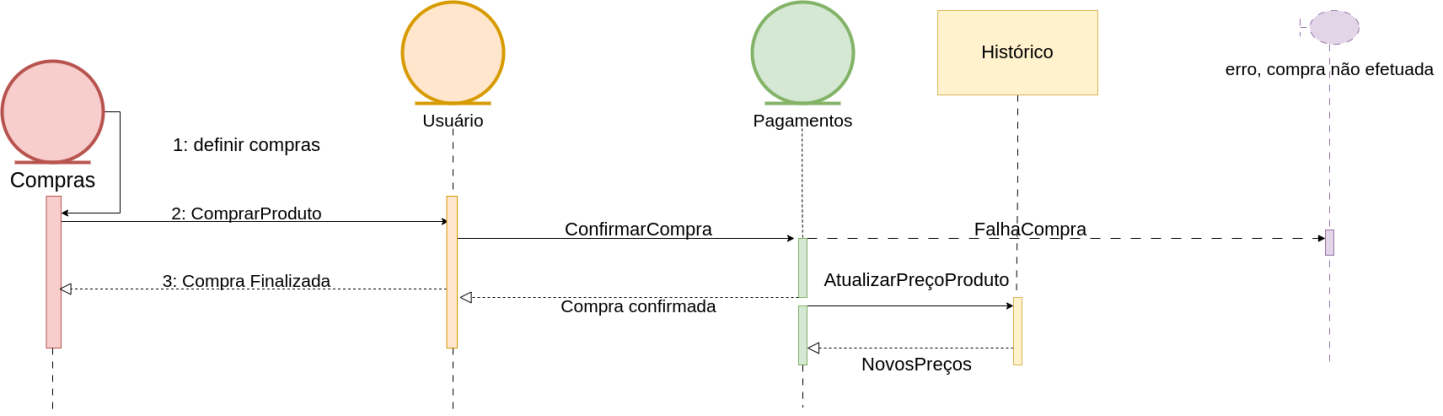 Histórico
erro, compra não efetuada
Usuário
Pagamentos
1: definir compras
Compras
2: ComprarProduto
ConfirmarCompra
FalhaCompra
3: Compra Finalizada
AtualizarPreçoProduto
Compra confirmada
NovosPreços